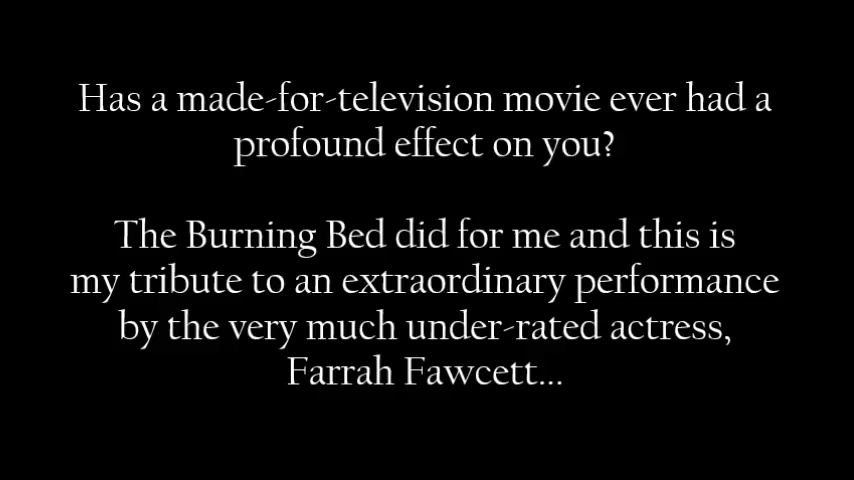 Has a made-for-television movie ever had a
profound effect on you?
The Burning Bed did for me and this is
my tribute to an extraordinary performance
by the very much under-rated actress,
Farrah Fawcett...